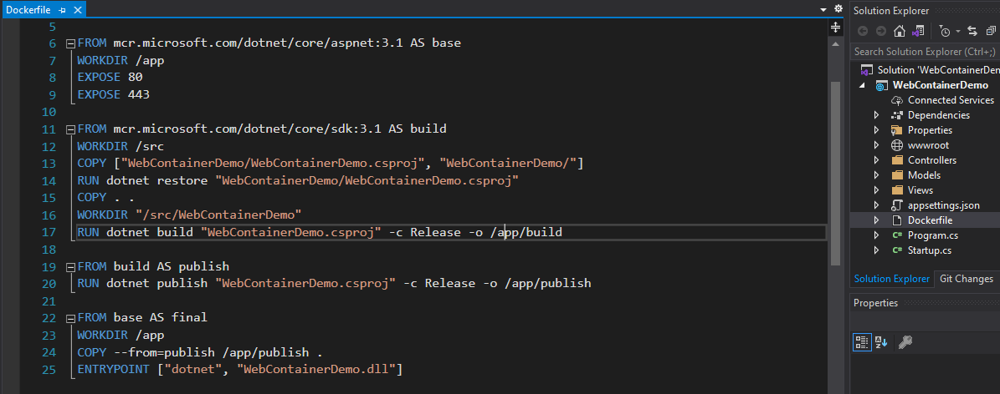 Dockerfile
5
6 FROM mcr.microsoft.com/dotnet/core/aspnet:3.1 AS base
7 WORKDIR /app
8 EXPOSE 80
9 EXPOSE 443
10
11 FROM mcr.microsoft.com/dotnet/core/sdk:3.1 AS build
12 WORKDIR /src
13 COPY ["WebContainerDemo/WebContainerDemo.csproj", "WebContainerDemo/"]
14 RUN dotnet restore "WebContainerDemo/WebContainerDemo.csproj"
15 COPY . .
16 WORKDIR "/src/WebContainerDemo"
17 RUN dotnet build "WebContainerDemo.csproj" -c Release -o /app/build
18
19 FROM build AS publish
20 RUN dotnet publish "WebContainerDemo.csproj" -c Release -o /app/publish
21
22 FROM base AS final
23 WORKDIR /app
24 COPY --from=publish /app/publish .
25 ENTRYPOINT ["dotnet", "WebContainerDemo.dll"]
Solution Explorer
Search Solution Explorer (Ctrl+;)
Solution 'WebContainerDem
WebContainerDemo
Connected Services
Dependencies
Properties
wwwroot
Controllers
Models
Views
appsettings.json
Dockerfile
C# Program.cs
C# Startup.cs
Solution Explorer Git Changes
Properties